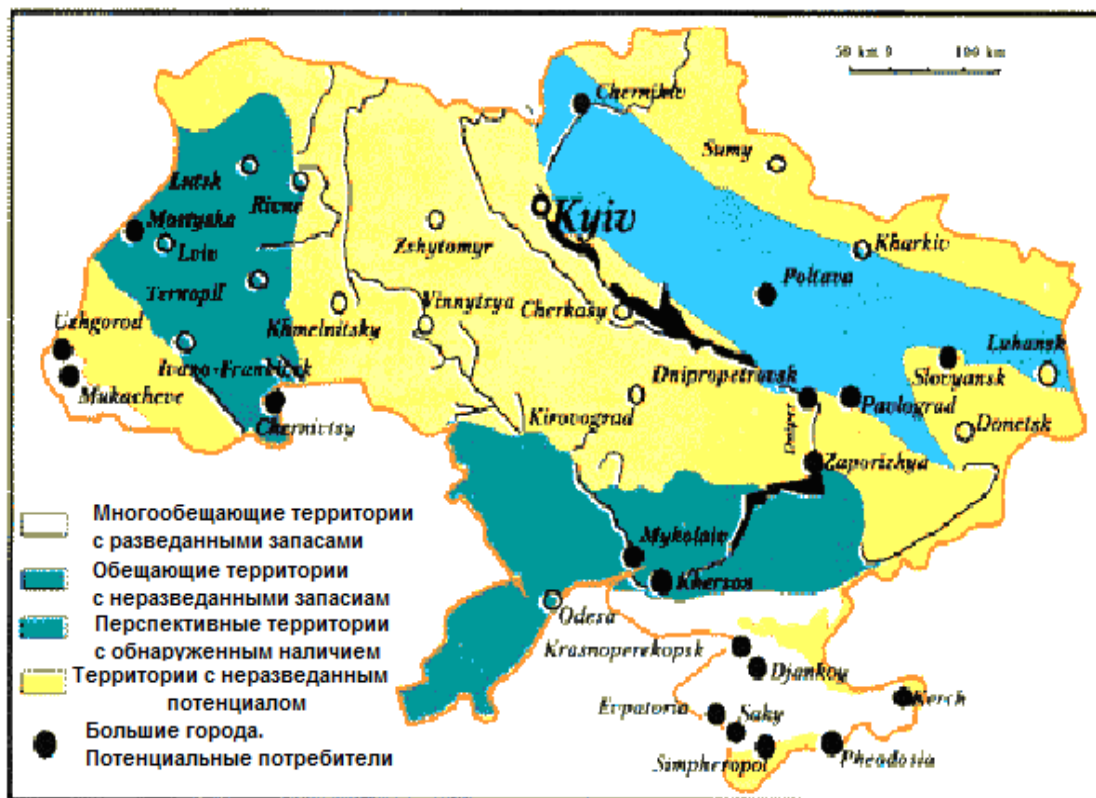 50 km 0 100 km
Chernihiv
Sumy
Lutsk
Rivne
Kyiv
Mostyska
Lviv
Zshytomyr
Kharkiv
Ternopil
Poltava
Khmelnitsky
Vinnytsya
Cherkasy
Uzhgorod
Ivano-Frankivsk
Luhansk
Slovyansk
Mukacheve
Dnipropetrovsk
Pavlograd
Chernivtsy
Kirovograd
Dniper
Donetsk
Zaporizhya
Многообещающие территории
с разведанными запасами
Mykolaiv
Обещающие территории
с неразведанными запасиам
Kherson
Odesa
Перспективные территории
с обнаруженным наличием
Krasnoperekopsk
Djankoy
Территории с неразведанным
потенциалом
Kerch
Evpatoria
Saky
Большие города.
Потенциальные потребители
Simpheropol
Pheodosia